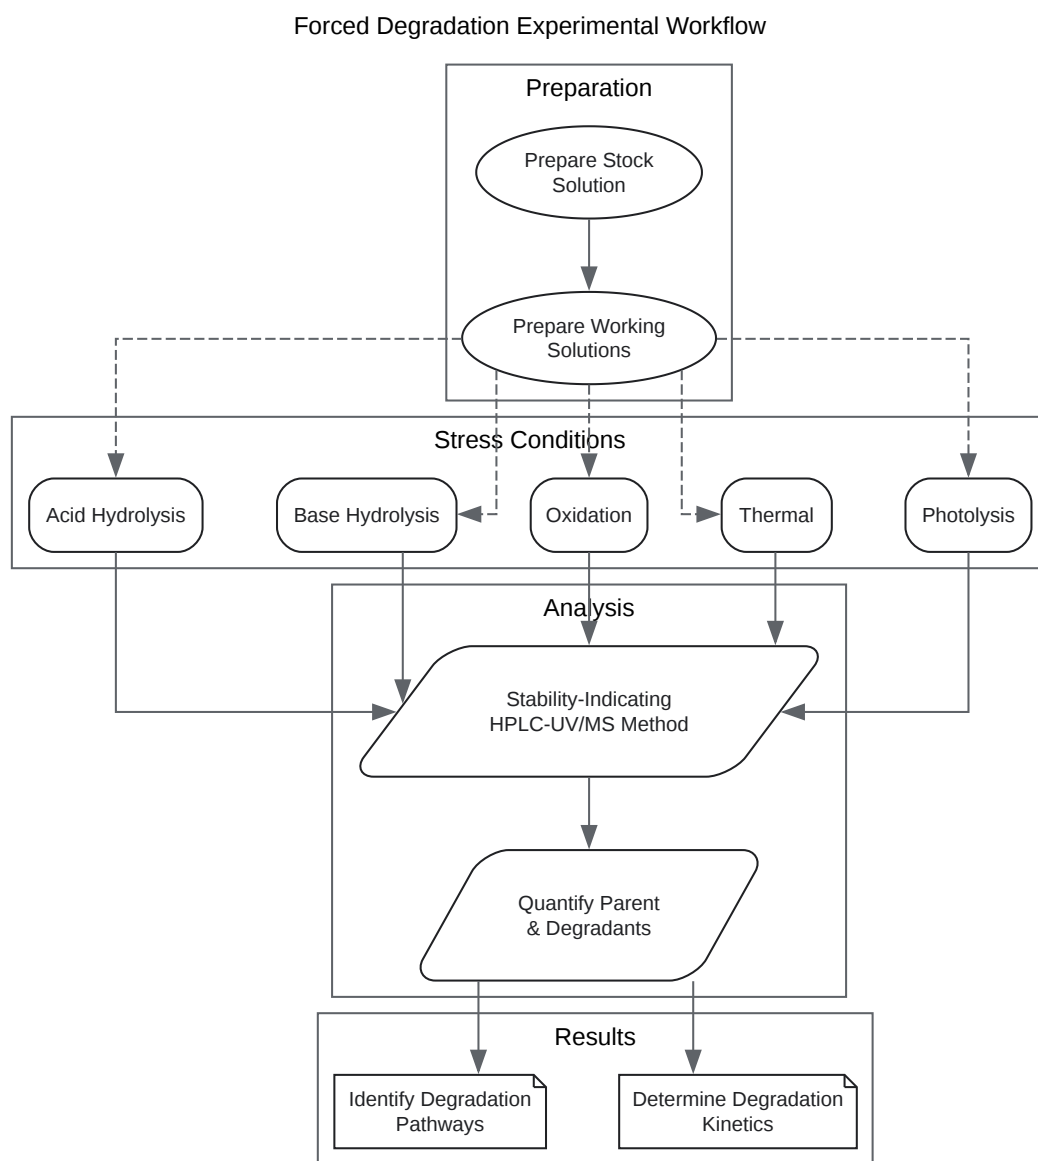 Forced Degradation Experimental Workflow
Preparation
Prepare Stock
Solution
Prepare Working
Solutions
Stress Conditions
Acid Hydrolysis
Base Hydrolysis
Oxidation
Thermal
Photolysis
Analysis
Stability-Indicating
HPLC-UV/MS Method
Quantify Parent
& Degradants
Results
Identify Degradation
Pathways
Determine Degradation
Kinetics